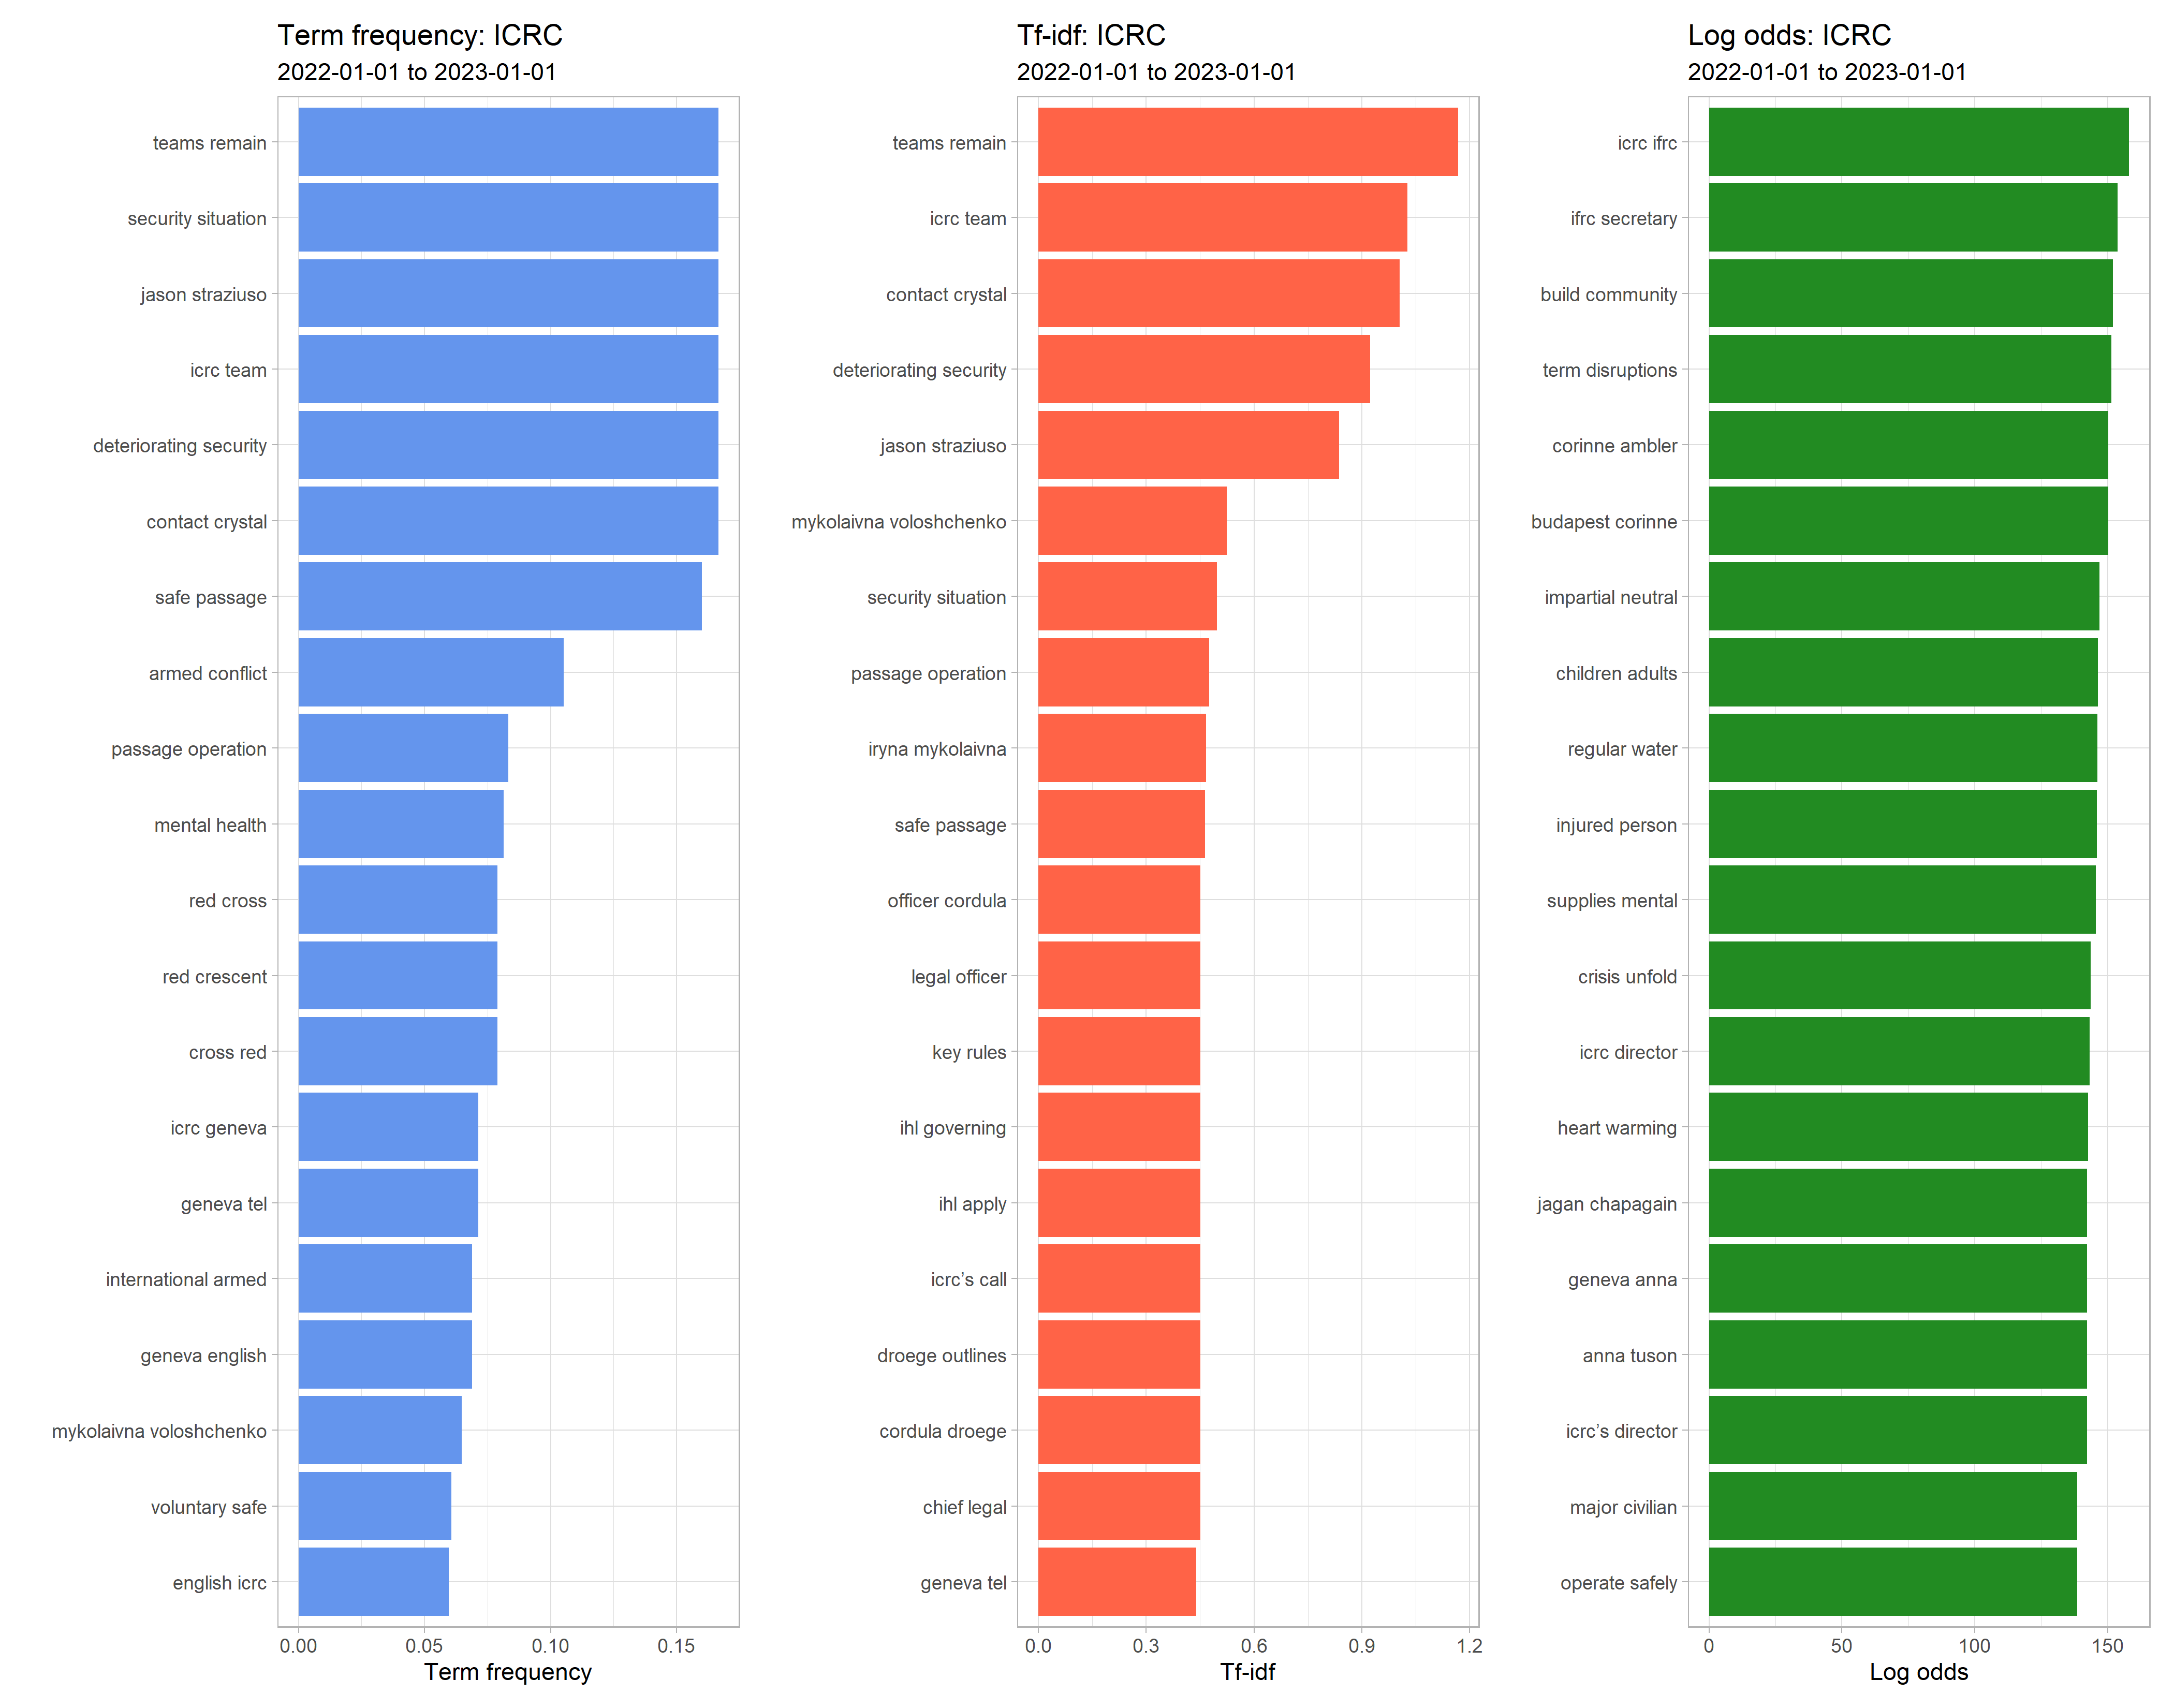 Term frequency: ICRC
2022-01-01 to 2023-01-01
teams remain
security situation
jason straziuso
icrc team
deteriorating security
contact crystal
safe passage
armed conflict
passage operation
mental health
red cross
red crescent
cross red
icrc geneva
geneva tel
international armed
geneva english
mykolaivna voloshchenko
voluntary safe
english icrc
0.00 0.05 0.10 0.15
Term frequency
Tf-idf: ICRC
2022-01-01 to 2023-01-01
teams remain
icrc team
contact crystal
deteriorating security
jason straziuso
mykolaivna voloshchenko
security situation
passage operation
iryna mykolaivna
safe passage
officer cordula
legal officer
key rules
ihl governing
ihl apply
icrc’s call
droege outlines
cordula droege
chief legal
geneva tel
0.0 0.3 0.6 0.9 1.2
Tf-idf
Log odds: ICRC
2022-01-01 to 2023-01-01
icrc ifrc
ifrc secretary
build community
term disruptions
corinne ambler
budapest corinne
impartial neutral
children adults
regular water
injured person
supplies mental
crisis unfold
icrc director
heart warming
jagan chapagain
geneva anna
anna tuson
icrc’s director
major civilian
operate safely
0 50 100 150
Log odds